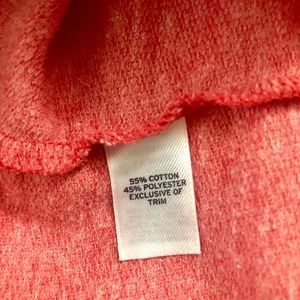 55% COTTON
45% POLYESTER
EXCLUSIVE OF
TRIM